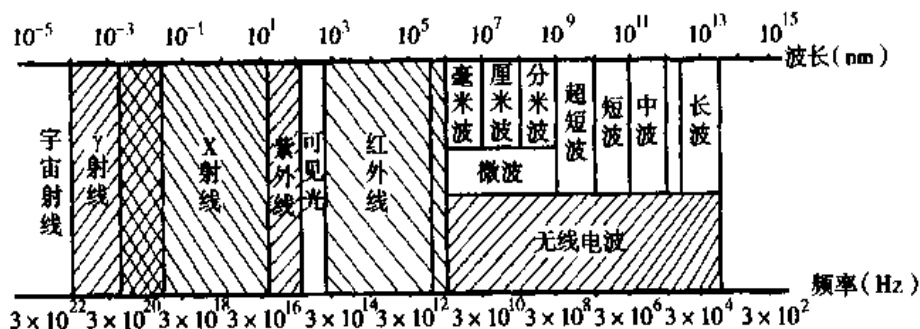 10⁻⁵ 10⁻³ 10⁻¹ 10¹ 10³ 10⁵ 10⁷ 10⁹ 10¹¹ 10¹³ 10¹⁵
波长(nm)
宇宙射线
γ射线
X射线
紫外线
可见光
红外线
毫米波
厘米波
分米波
超短波
短波
中波
长波
微波
无线电波
频率(Hz)
3×10²² 3×10²⁰ 3×10¹⁸ 3×10¹⁶ 3×10¹⁴ 3×10¹² 3×10¹⁰ 3×10⁸ 3×10⁶ 3×10⁴ 3×10²